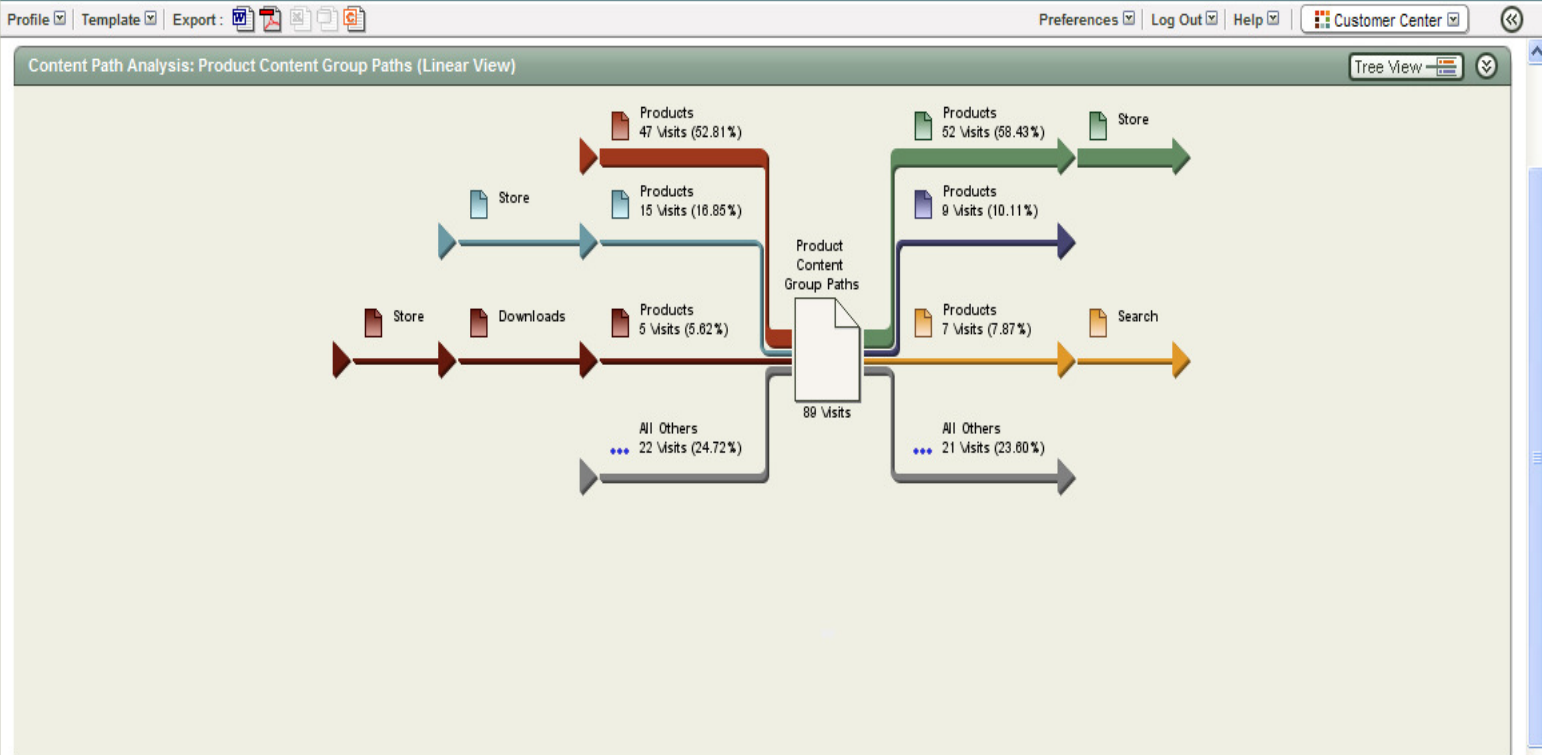 Profile Template Export : Preferences Log Out Help Customer Center
Content Path Analysis: Product Content Group Paths (Linear View) Tree View
Products
47 Visits (52.81%)
Products
52 Visits (58.43%)
Store
Store
Products
15 Visits (16.85%)
Products
9 Visits (10.11%)
Product
Content
Group Paths
Store
Downloads
Products
5 Visits (5.62%)
Products
7 Visits (7.87%)
Search
89 Visits
All Others
22 Visits (24.72%)
All Others
21 Visits (23.60%)